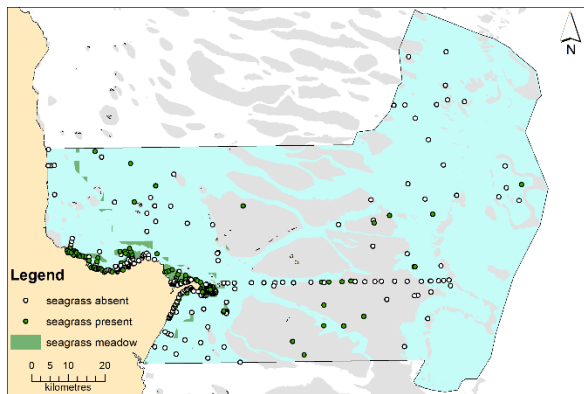 N
Legend
seagrass absent
seagrass present
seagrass meadow
0 5 10 20
kilometres